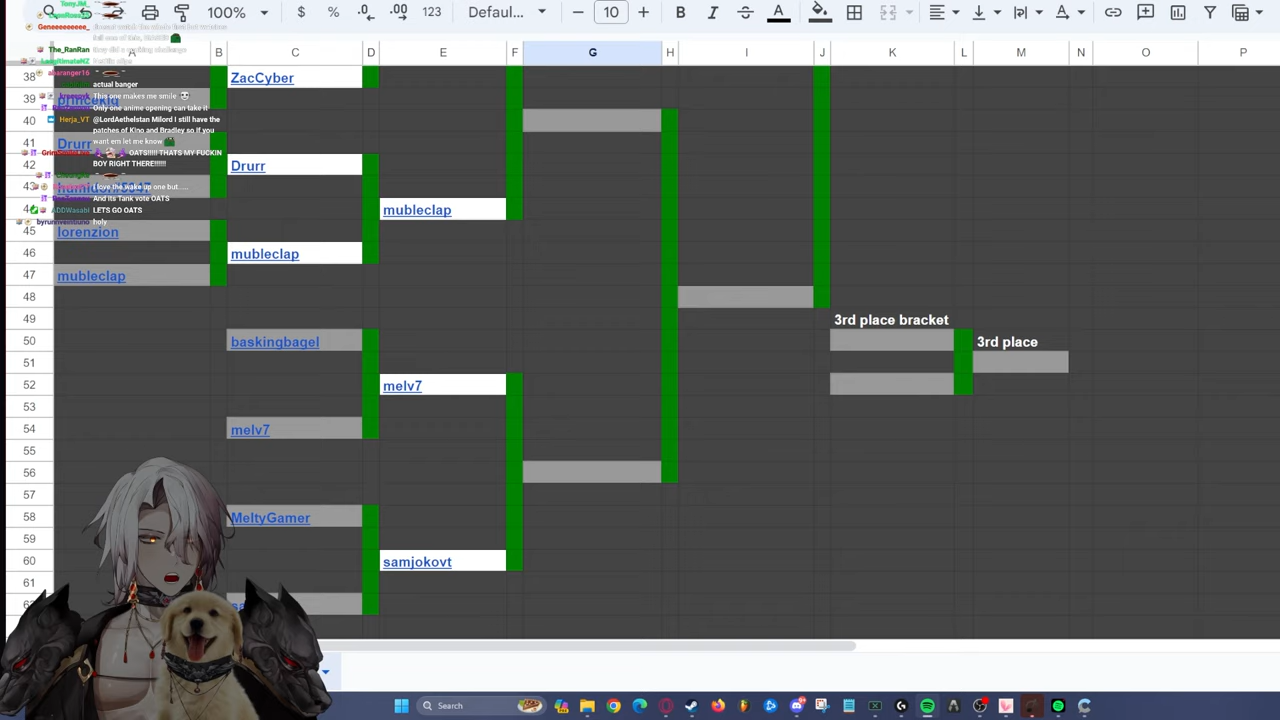 100%
$
%
.0
.00
123
Defaul...
10
B
I
A
A
B
C
D
E
F
G
H
J
K
L
M
N
O
P
The_RanRan
actual banger
This one makes me smile
Only one anime opening can take it
Herja_VT
@LordAethelstan Milord I still have the
patches of Kino and Bradley so if you
want em let me know
OATS!!!!! THATS MY FUCKIN
BOY RIGHT THERE!!!!!!
I love the wake up one but.....
And its Tank vote OATS
ADDWasabi
LETS GO OATS
holy
38
ZacCyber
39
princekid
40
41
Drurr
42
Drurr
43
mubleclap
45
lorenzion
46
mubleclap
47
mubleclap
48
49
3rd place bracket
50
baskingbagel
3rd place
51
52
melv7
53
54
melv7
55
56
57
58
MeltyGamer
59
60
samjokovt
61
Search